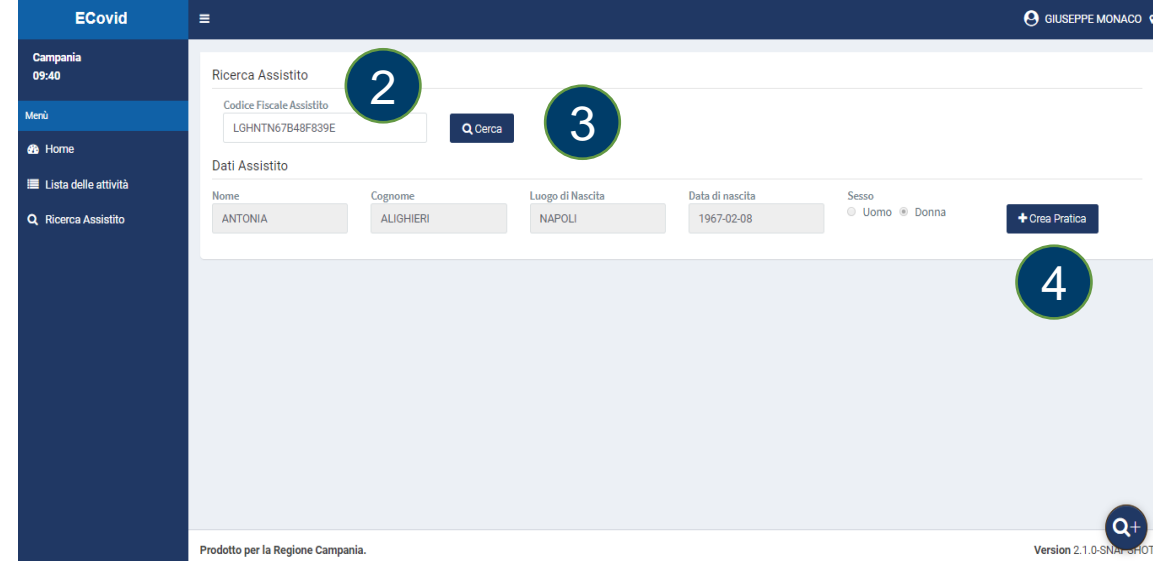 ECovid
GIUSEPPE MONACO
Campania
09:40
Menù
Home
Lista delle attività
Ricerca Assistito
Ricerca Assistito
2
Codice Fiscale Assistito
LGHNTN67B48F839E
Cerca
3
Dati Assistito
Nome Cognome Luogo di Nascita Data di nascita Sesso
ANTONIA ALIGHIERI NAPOLI 1967-02-08 Uomo Donna
+ Crea Pratica
4
Prodotto per la Regione Campania.
Version 2.1.0-SNAPSHOT